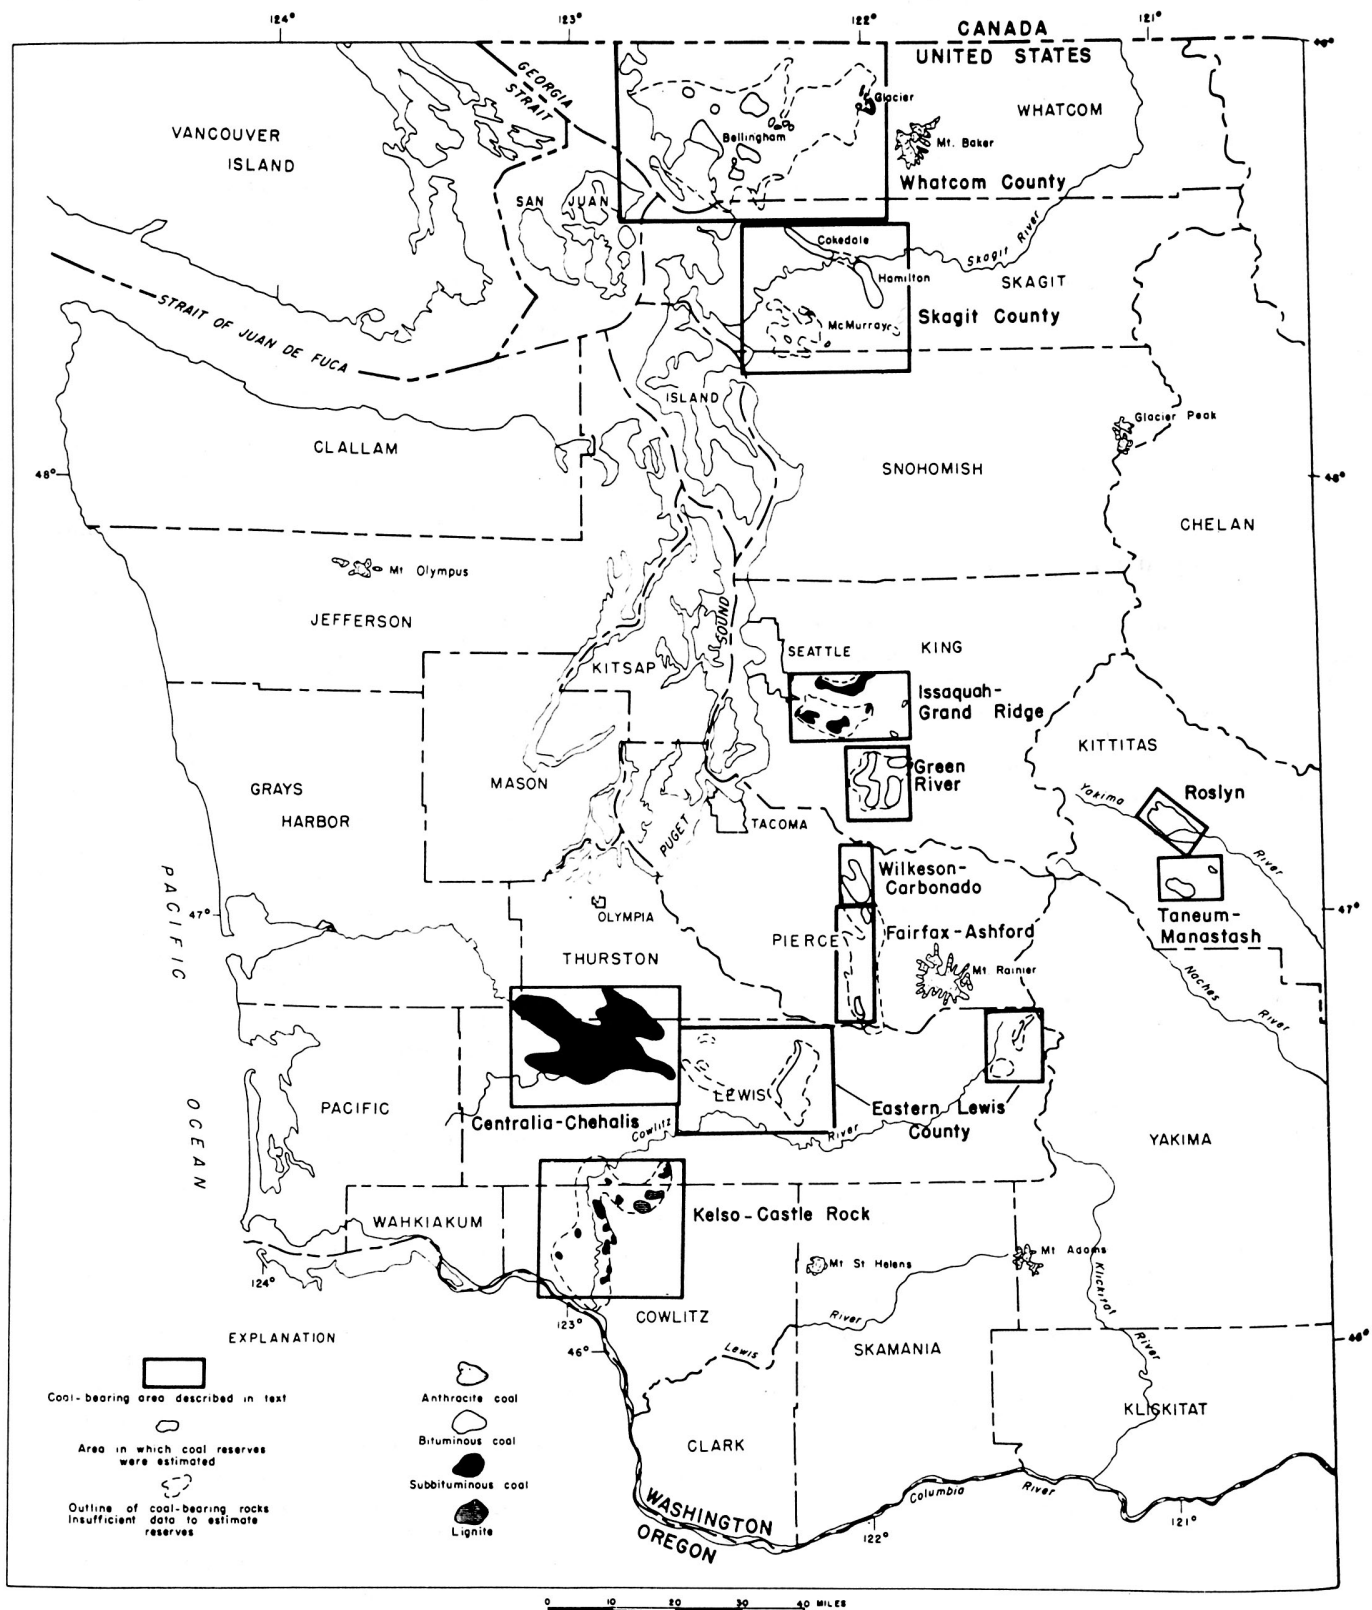 124°
123°
122°
121°
CANADA
UNITED STATES
GEORGIA
STRAIT
Glacier
WHATCOM
VANCOUVER
ISLAND
Bellingham
Mt. Baker
Whatcom County
SAN JUAN
Cokedale
Skagit River
Hamilton
SKAGIT
STRAIT OF JUAN DE FUCA
McMurray
Skagit County
ISLAND
Glacier Peak
CLALLAM
48°
SNOHOMISH
48°
CHELAN
Mt Olympus
JEFFERSON
SOUND
SEATTLE
KING
KITSAP
Issaquah-
Grand Ridge
KITTITAS
Green
River
MASON
GRAYS
HARBOR
Yakima
River
Roslyn
TACOMA
PUGET
Wilkeson-
Carbonado
PACIFIC
OCEAN
47°
OLYMPIA
47°
Taneum-
Manastash
PIERCE
Fairfax-Ashford
THURSTON
Mt Rainier
Naches
River
LEWIS
PACIFIC
Centralia-Chehalis
Eastern Lewis
County
Cowlitz
River
YAKIMA
Kelso-Castle Rock
WAHKIAKUM
Mt St Helens
Mt Adams
124°
Klickitat
River
123°
COWLITZ
River
Lewis
SKAMANIA
46°
46°
EXPLANATION
Coal-bearing area described in text
Area in which coal reserves
were estimated
Outline of coal-bearing rocks
Insufficient data to estimate
reserves
Anthracite coal
Bituminous coal
Subbituminous coal
Lignite
CLARK
KLICKITAT
WASHINGTON
OREGON
Columbia
River
122°
121°
0 10 20 30 40 MILES